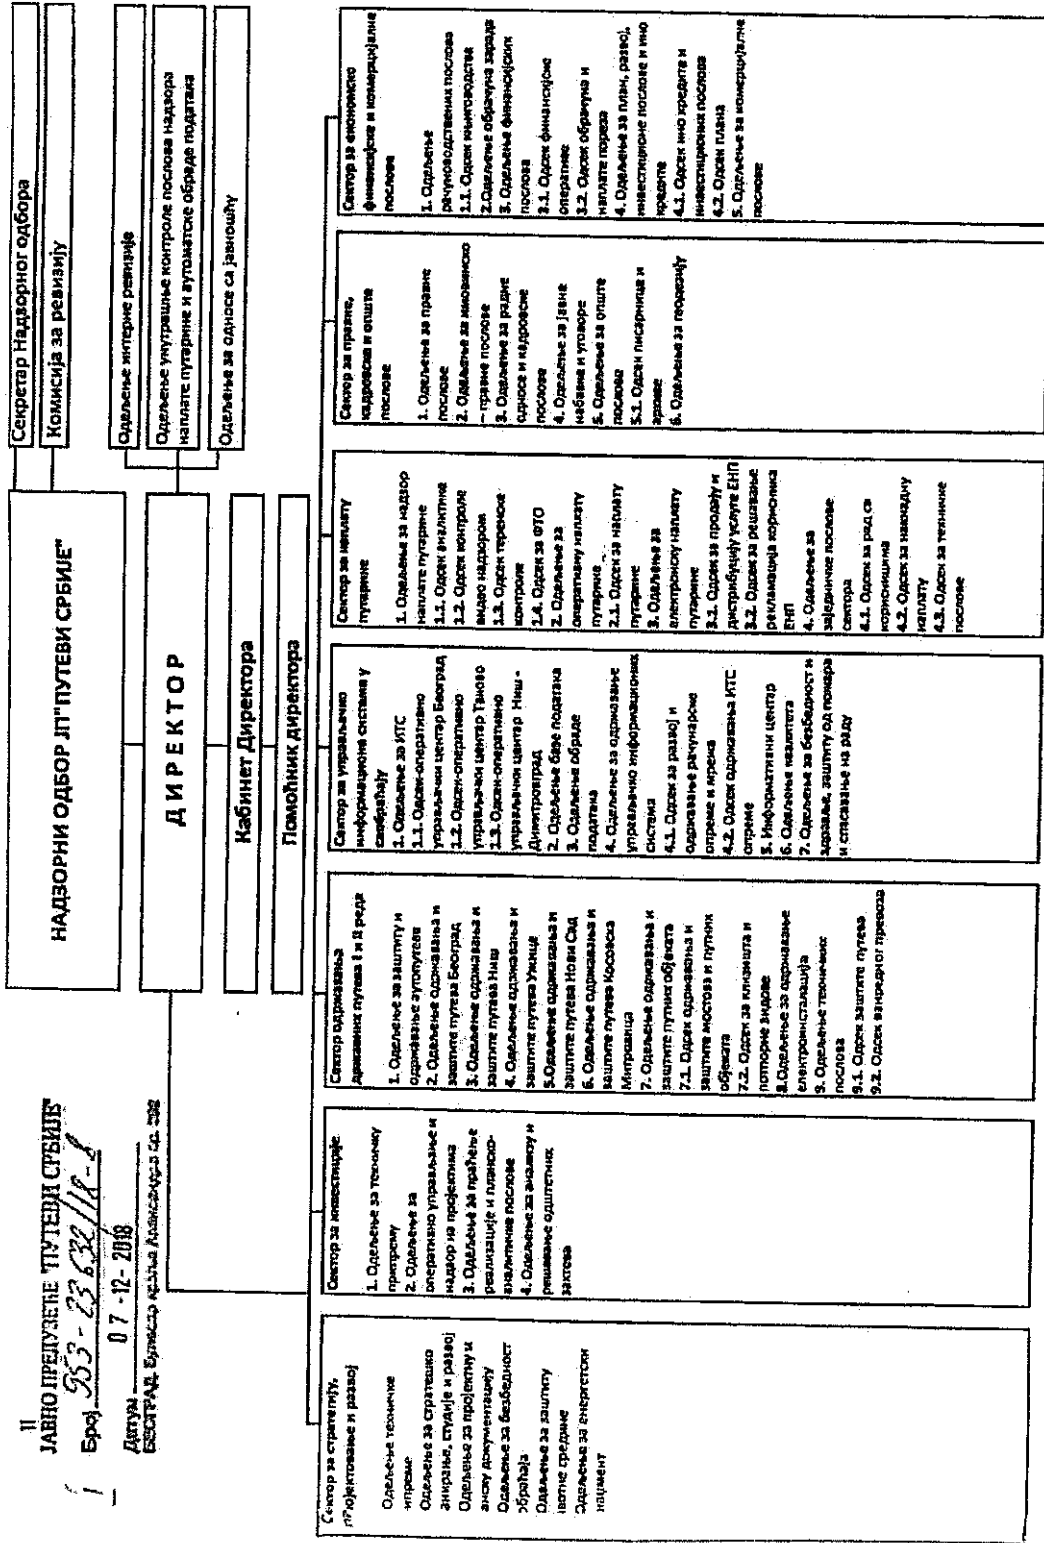 II
ЈАВНО ПРЕДУЗЕЋЕ "ПУТЕВИ СРБИЈЕ"
Број 953-23632/18-8
Датум 07-12-2018
БЕОГРАД, Булевар краља Александра бр. 282
НАДЗОРНИ ОДБОР ЈП"ПУТЕВИ СРБИЈЕ"
Секретар Надзорног одбора
Комисија за ревизију
ДИРЕКТОР
Одељење интерне ревизије
Одељење унутрашње контроле послова надзора
наплате путарине и аутоматске обраде података
Одељење за односе са јавношћу
Кабинет Директора
Помоћник директора
Сектор за стратегију,
пројектовање и развој
Одељење техничке
Одељење за стратешко
анирање, студије и развој
Одељење за пројектну и
анску документацију
Одељење за безбедност
обраћаја
Одељење за заштиту
ивотне средине
Одељење за енергетски
наџмент
Сектор за инвестиције
1. Одељење за техничку
припрему
2. Одељење за
оперативно управљање и
надзор на пројектима
3. Одељење за праћење
реализације и планско-
аналитичке послове
4. Одељење за анализу и
решавање одштетних
захтева
Сектор одржавања
државних путева I и II реда
1. Одељење за заштиту и
одржавање аутопутева
2. Одељење одржавања и
заштите путева Београд
3. Одељење одржавања и
заштите путева Ниш
4. Одељење одржавања и
заштите путева Ужице
5.Одељење одржавања и
заштите путева Нови Сад
6. Одељење одржавања и
заштите путева Косовска
Митровица
7. Одељење одржавања и
заштите путних објеката
7.1. Одсек одржавања и
заштите мостова и путних
објеката
7.2. Одсек за клизишта и
потпорне зидове
8.Одељење за одржавање
електроинсталација
9. Одељење техничких
послова
9.1. Одсек заштите путева
9.2. Одсек ванредног превоза
Сектор за управљачко
информационе системе у
саобраћају
1. Одељење за ИТС
1.1. Одсек-оперативно
управљачки центар Београд
1.2. Одсек-оперативно
управљачки центар Таково
1.3. Одсек-оперативно
управљачки центар Ниш -
Димитровград
2. Одељење базе података
3. Одељење обраде
података
4. Одељење за одржавање
управљачко информационих
система
4.1. Одсек за развој и
одржавање рачунарске
опреме и мрежа
4.2. Одсек одржавања ИТС
опреме
5. Информативни центар
6. Одељење квалитета
7. Одељење за безбедност и
здравље, заштиту од пожара
и спасавање на раду
Сектор за наплату
путарине
1. Одељење за надзор
наплате путарине
1.1. Одсек аналитике
1.2. Одсек контроле
видео надзором
1.3. Одсек теренске
контроле
1.4. Одсек за ФТО
2. Одељење за
оперативну наплату
путарине
2.1. Одсек за наплату
путарине
3. Одељење за
електронску наплату
путарине
3.1. Одсек за продају и
дистрибуцију услуге ЕНП
3.2. Одсек за решавање
рекламација корисника
ЕНП
4. Одељење за
заједничке послове
сектора
4.1. Одсек за рад са
корисницима
4.2. Одсек за накнадну
наплату
4.3. Одсек за техничке
послове
Сектор за правне,
кадровске и опште
послове
1. Одељење за правне
послове
2. Одељење за имовинско
– правне послове
3. Одељење за радне
односе и кадровске
послове
4. Одељење за јавне
набавке и уговоре
5. Одељење за опште
послове
5.1. Одсек писарница и
архиве
6. Одељење за геодезију
Сектор за економско
финансијске и комерцијалне
послове
1. Одељење
рачуноводствених послова
1.1. Одсек књиговодства
2.Одељење обрачуна зарада
3. Одељење финансијских
послова
3.1. Одсек финансијске
оперативе
3.2. Одсек обрачуна и
наплате пореза
4. Одељење за план, развој,
инвестиционе послове и ино
кредите
4.1. Одсек ино кредите и
инвестиционих послова
4.2. Одсек плана
5. Одељење за комерцијалне
послове